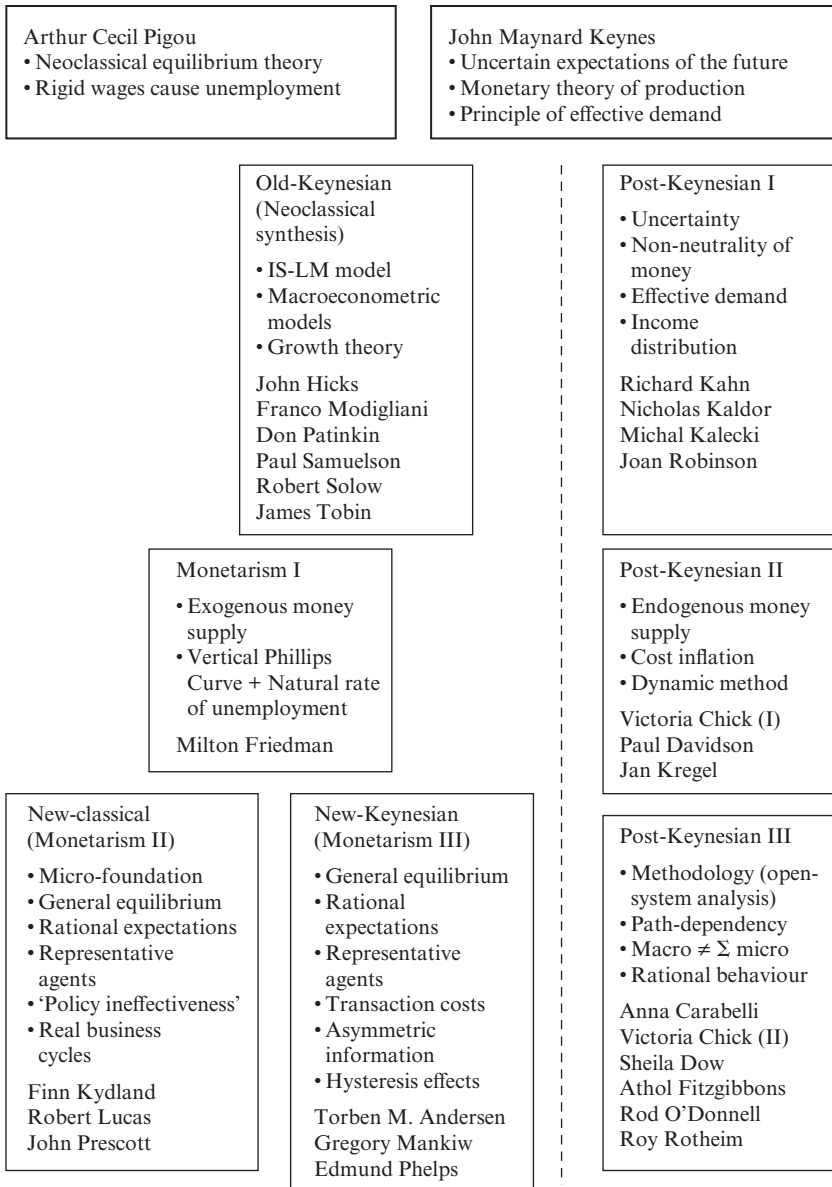 Arthur Cecil Pigou
• Neoclassical equilibrium theory
• Rigid wages cause unemployment
John Maynard Keynes
• Uncertain expectations of the future
• Monetary theory of production
• Principle of effective demand
Old-Keynesian
(Neoclassical
synthesis)
• IS-LM model
• Macroeconometric
models
• Growth theory
John Hicks
Franco Modigliani
Don Patinkin
Paul Samuelson
Robert Solow
James Tobin
Post-Keynesian I
• Uncertainty
• Non-neutrality of
money
• Effective demand
• Income
distribution
Richard Kahn
Nicholas Kaldor
Michal Kalecki
Joan Robinson
Monetarism I
• Exogenous money
supply
• Vertical Phillips
Curve + Natural rate
of unemployment
Milton Friedman
Post-Keynesian II
• Endogenous money
supply
• Cost inflation
• Dynamic method
Victoria Chick (I)
Paul Davidson
Jan Kregel
New-classical
(Monetarism II)
• Micro-foundation
• General equilibrium
• Rational expectations
• Representative
agents
• ‘Policy ineffectiveness’
• Real business
cycles
Finn Kydland
Robert Lucas
John Prescott
New-Keynesian
(Monetarism III)
• General equilibrium
• Rational
expectations
• Representative
agents
• Transaction costs
• Asymmetric
information
• Hysteresis effects
Torben M. Andersen
Gregory Mankiw
Edmund Phelps
Post-Keynesian III
• Methodology (open-
system analysis)
• Path-dependency
• Macro ≠ Σ micro
• Rational behaviour
Anna Carabelli
Victoria Chick (II)
Sheila Dow
Athol Fitzgibbons
Rod O’Donnell
Roy Rotheim